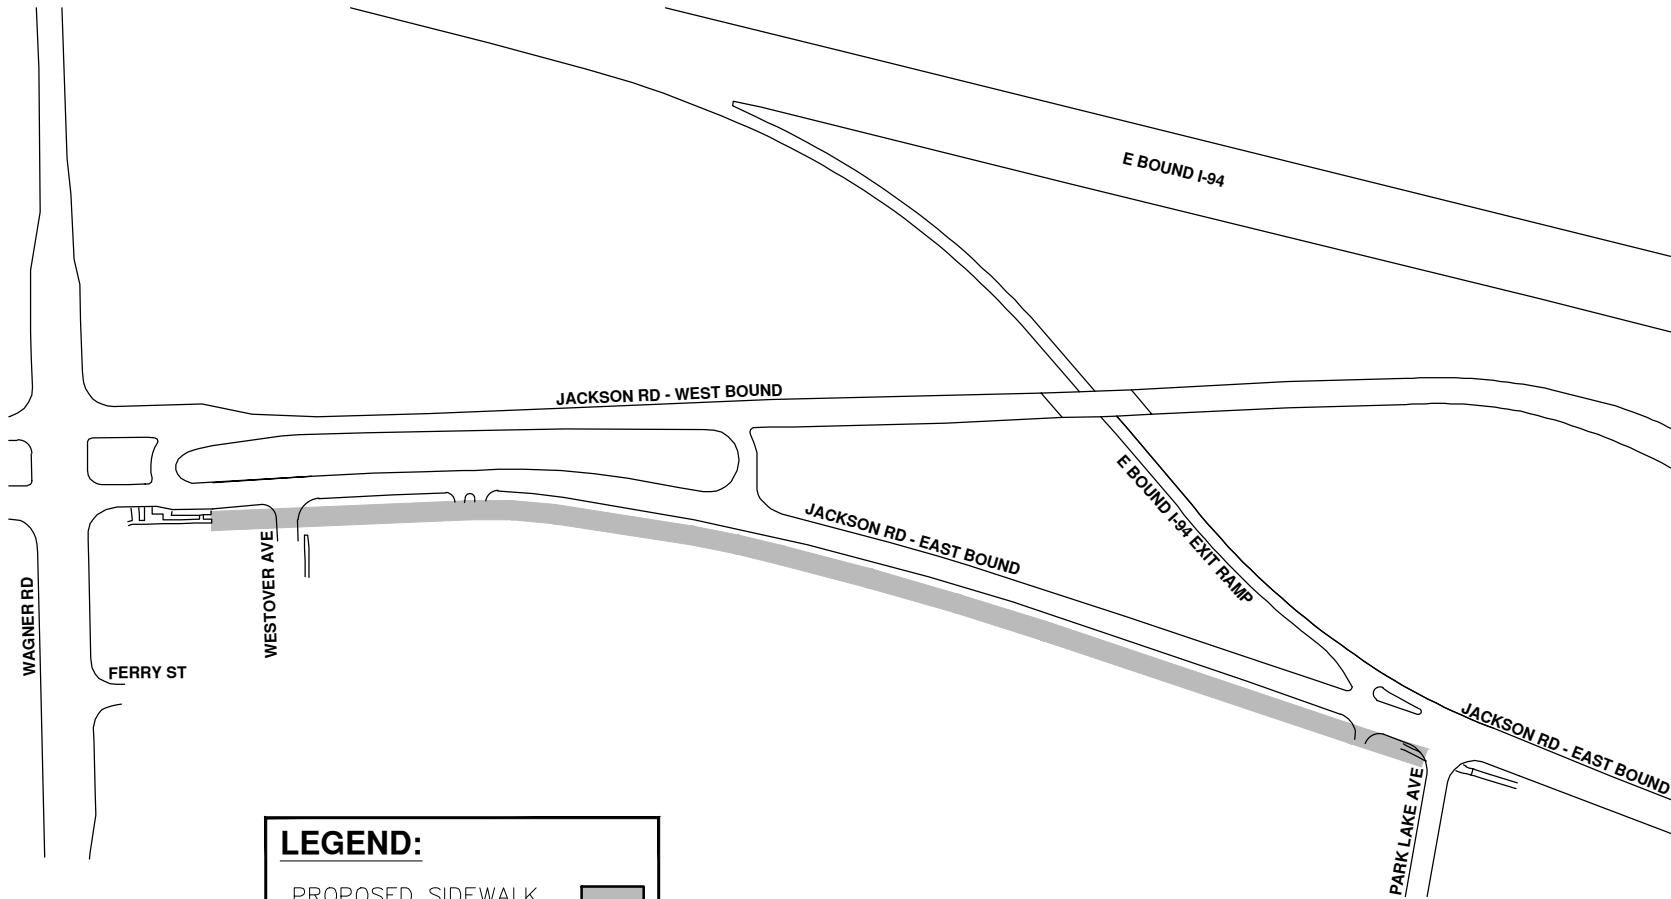 E BOUND I-94
JACKSON RD - WEST BOUND
E BOUND I-94 EXIT RAMP
JACKSON RD - EAST BOUND
WAGNER RD
WESTOVER AVE
FERRY ST
JACKSON RD - EAST BOUND
PARK LAKE AVE
LEGEND:
PROPOSED SIDEWALK